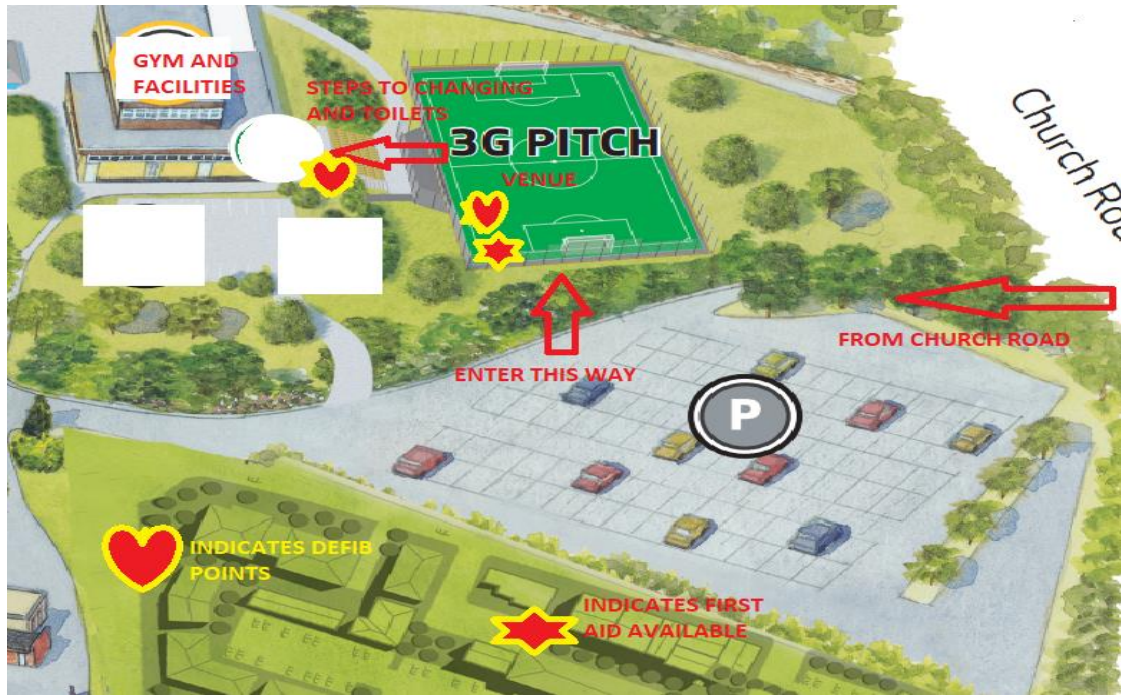 GYM AND
FACILITIES
STEPS TO CHANGING
AND TOILETS
3G PITCH
VENUE
Church
FROM CHURCH ROAD
ENTER THIS WAY
P
INDICATES DEFIB
POINTS
INDICATES FIRST
AID AVAILABLE